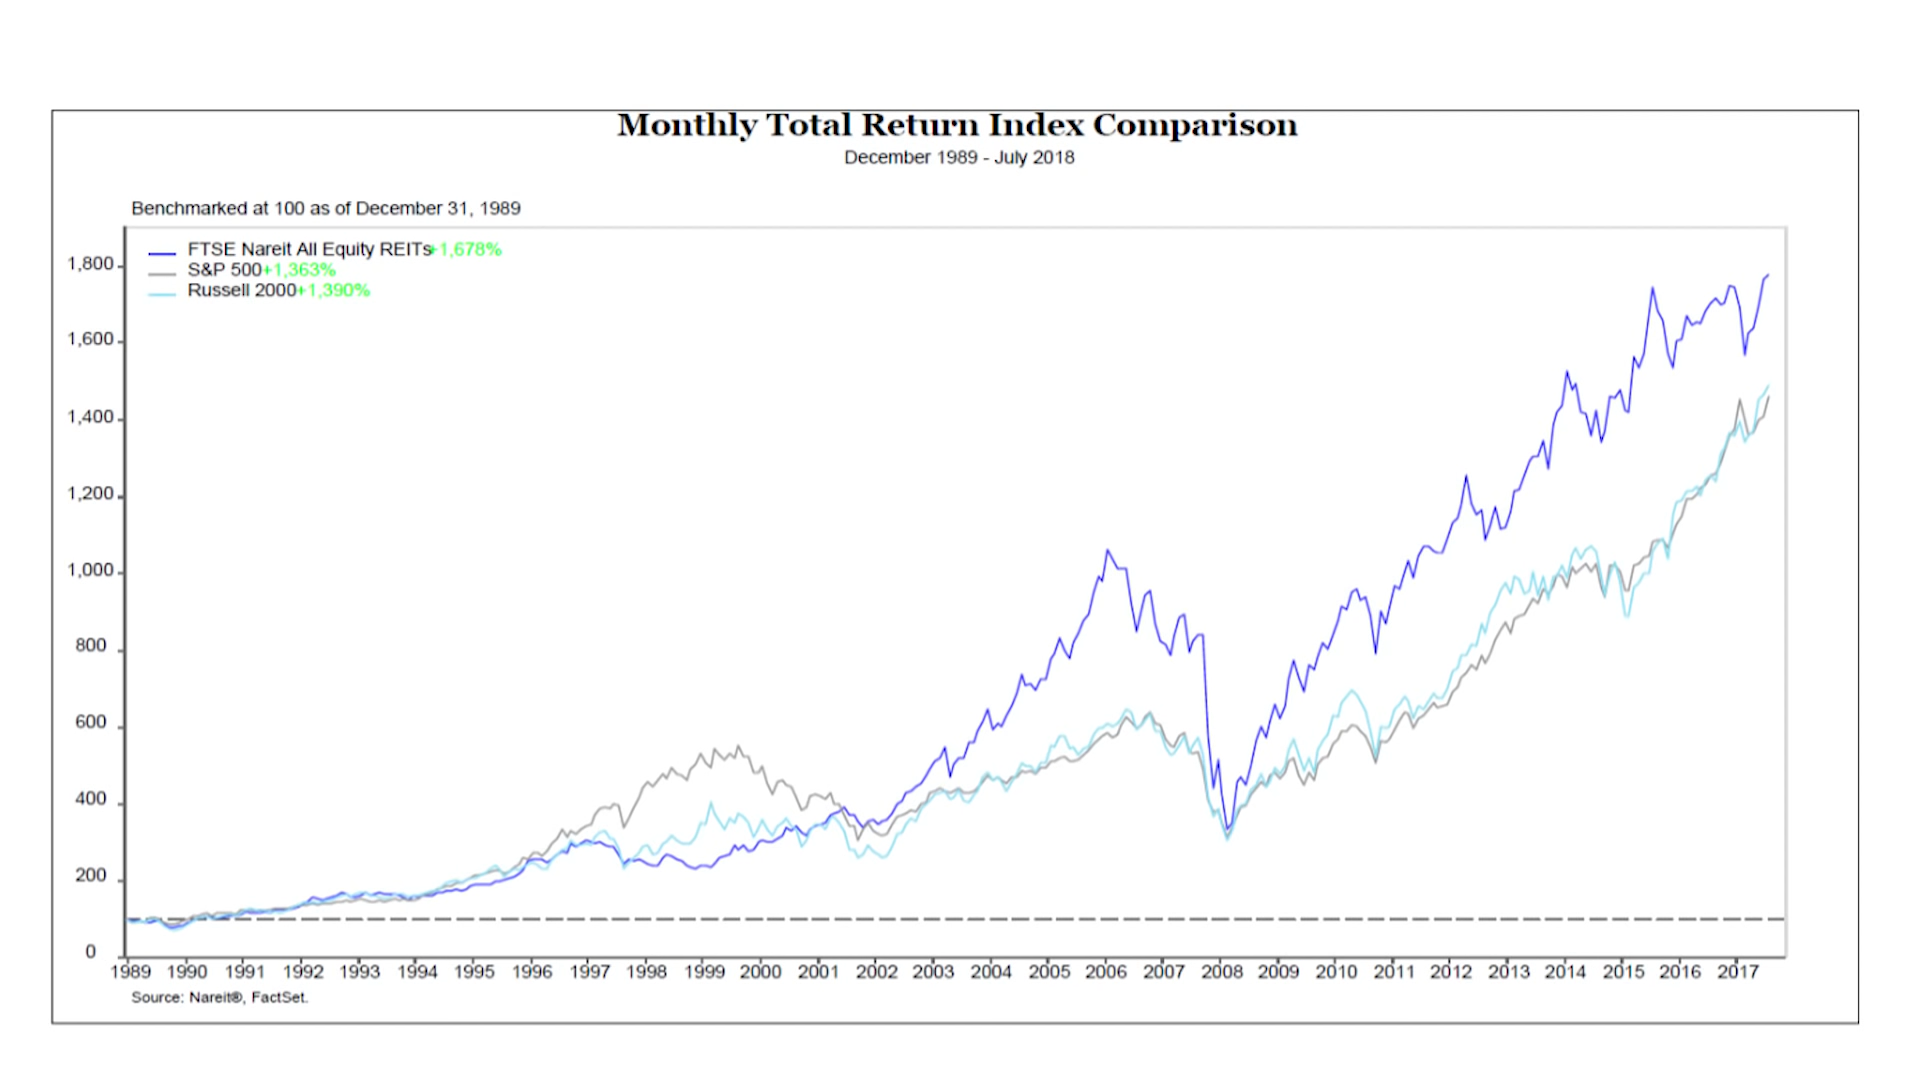 Monthly Total Return Index Comparison
December 1989 - July 2018
Benchmarked at 100 as of December 31, 1989
FTSE Nareit All Equity REITs+1,678%
S&P 500+1,363%
Russell 2000+1,390%
1,800
1,600
1,400
1,200
1,000
800
600
400
200
0
1989 1990 1991 1992 1993 1994 1995 1996 1997 1998 1999 2000 2001 2002 2003 2004 2005 2006 2007 2008 2009 2010 2011 2012 2013 2014 2015 2016 2017
Source: Nareit®, FactSet.